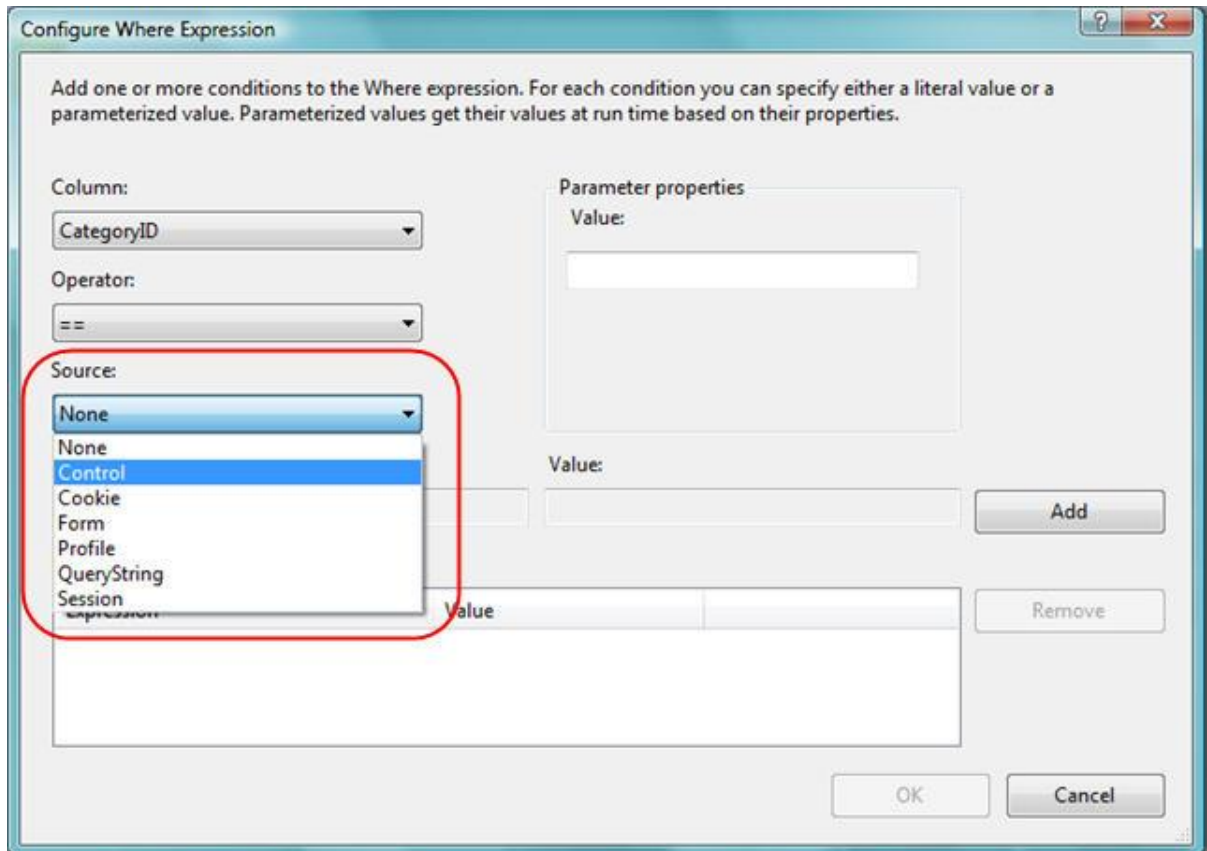 Configure Where Expression
Add one or more conditions to the Where expression. For each condition you can specify either a literal value or a
parameterized value. Parameterized values get their values at run time based on their properties.
Column:
CategoryID
Operator:
==
Source:
None
None
Control
Cookie
Form
Profile
QueryString
Session
Parameter properties
Value:
Value:
Add
Value
Remove
OK
Cancel